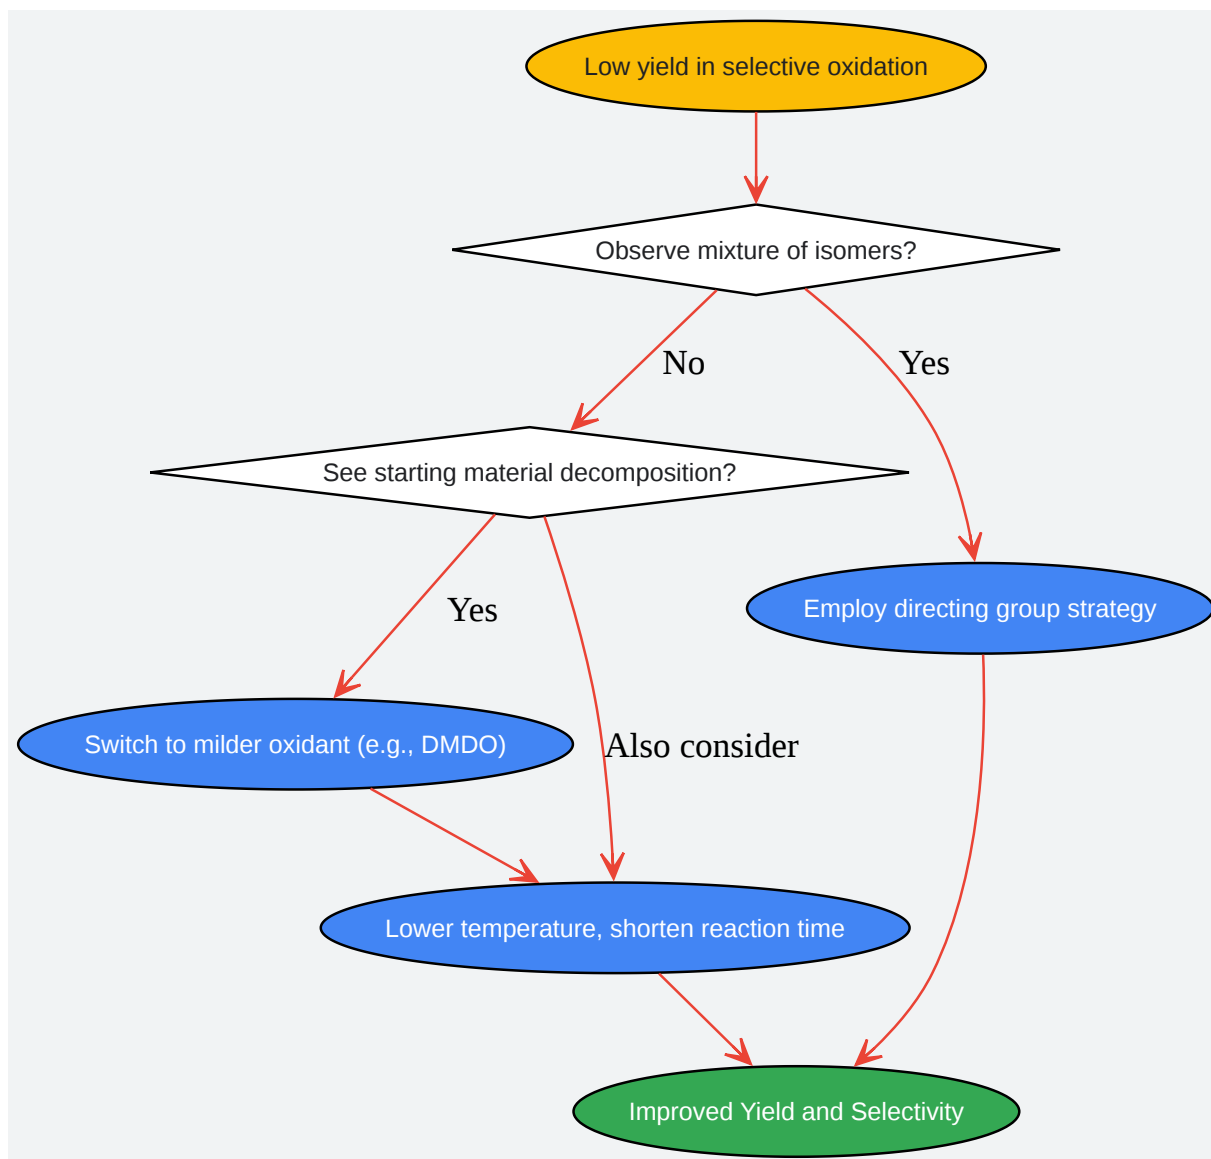 Low yield in selective oxidation
Observe mixture of isomers?
No
Yes
See starting material decomposition?
Yes
Employ directing group strategy
Switch to milder oxidant (e.g., DMDO)
Also consider
Lower temperature, shorten reaction time
Improved Yield and Selectivity